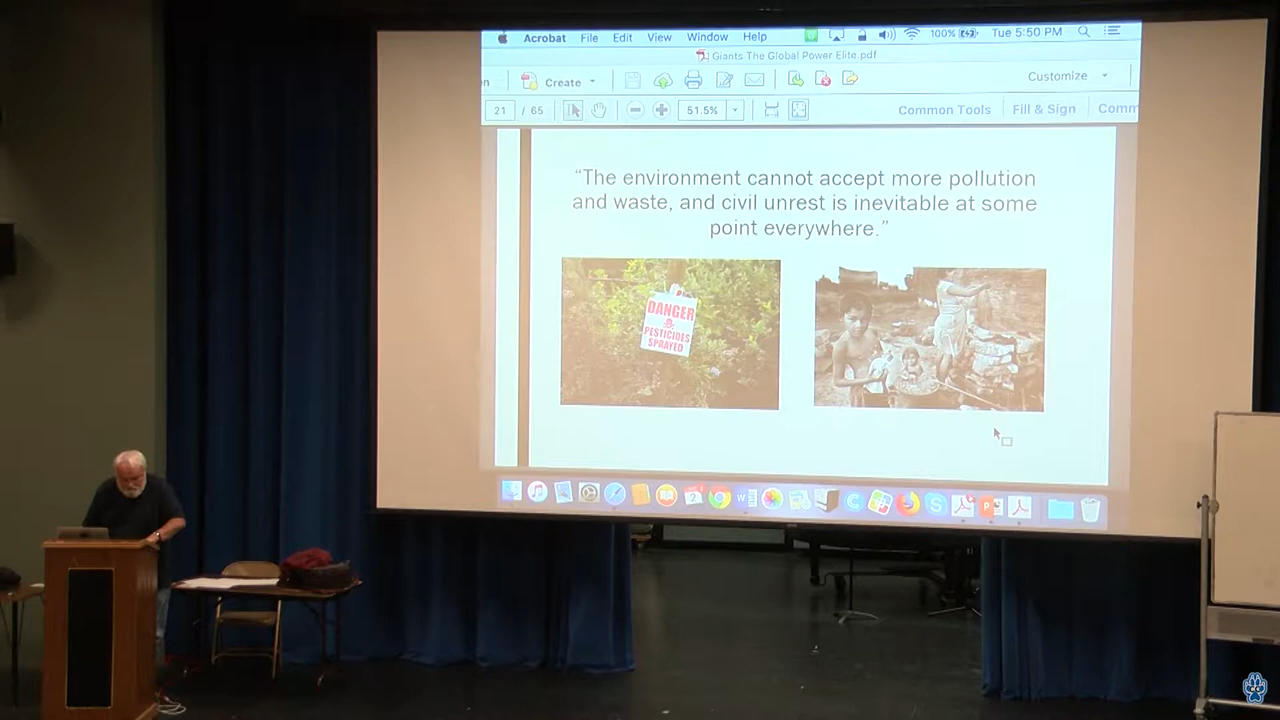 Acrobat File Edit View Window Help 100% Tue 5:50 PM
Giants The Global Power Elite.pdf
Create Customize
21 / 65 51.5% Common Tools Fill & Sign
“The environment cannot accept more pollution
and waste, and civil unrest is inevitable at some
point everywhere.”
DANGER
PESTICIDES
SPRAYED